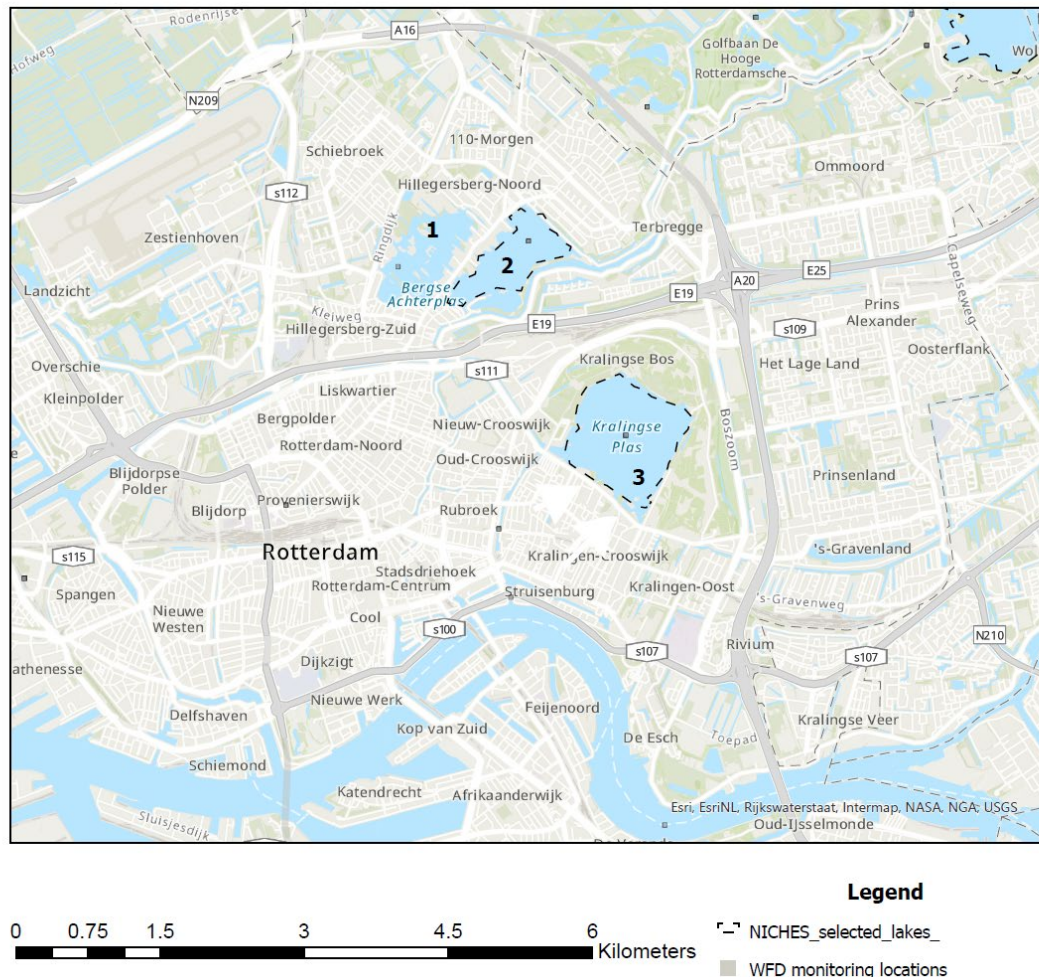 Rodenrijse
Hofweg
A16
Golfbaan De
Hooge
Rotterdamsche
Wol
N209
110-Morgen
Schiebroek
Ommoord
s112
Hillegersberg-Noord
1
Ringdijk
Terbregge
Zestienhoven
2
Capelseweg
E25
A20
Landzicht
Bergse
Achterplas
E19
Prins
Alexander
Kleiweg
Hillegersberg-Zuid
E19
s109
Oosterflank
Overschie
Kralingse Bos
Het Lage Land
s111
Kleinpolder
Liskwartier
Bergpolder
Nieuw-Crooswijk
Kralingse
Plas
Boszoom
Rotterdam-Noord
Oud-Crooswijk
Blijdorpse
Polder
3
Prinsenland
Provenierswijk
Blijdorp
Rubroek
Rotterdam
's-Gravenland
s115
Kralingen-Crooswijk
Stadsdriehoek
Rotterdam-Centrum
Kralingen-Oost
Spangen
Struisenburg
's-Gravenweg
Nieuwe
Westen
Cool
s100
N210
Rivium
s107
s107
athenesse
Dijkzigt
Nieuwe Werk
Feijenoord
Delfshaven
Kop van Zuid
De Esch
Toepad
Kralingse Veer
Schiemond
Katendrecht
Afrikaanderwijk
Esri, EsriNL, Rijkswaterstaat, Intermap, NASA, NGA, USGS
Sluisjesdijk
Oud-IJsselmonde
Legend
0 0.75 1.5 3 4.5 6
Kilometers
NICHES_selected_lakes_
WFD monitoring locations